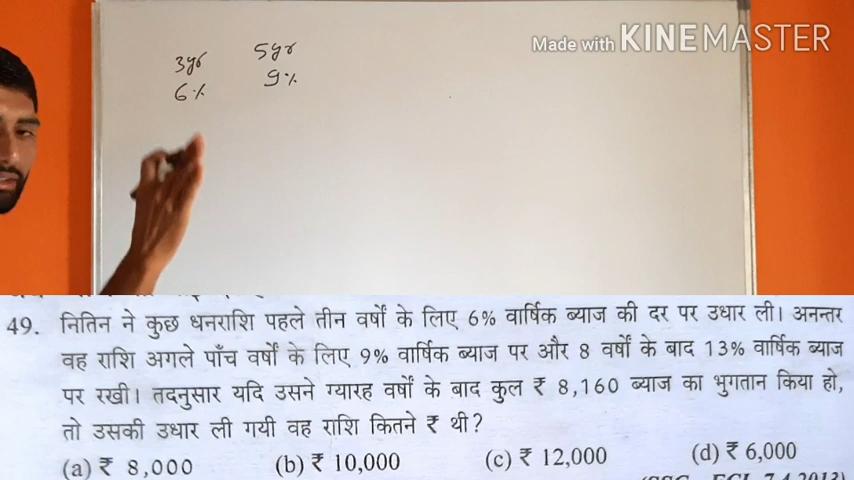 Made with KINEMASTER
3yr 5yr
6% 9%
49. नितिन ने कुछ धनराशि पहले तीन वर्षों के लिए 6% वार्षिक ब्याज की दर पर उधार ली। अनन्तर
वह राशि अगले पाँच वर्षों के लिए 9% वार्षिक ब्याज पर और 8 वर्षों के बाद 13% वार्षिक ब्याज
पर रखी। तदनुसार यदि उसने ग्यारह वर्षों के बाद कुल ₹ 8,160 ब्याज का भुगतान किया हो,
तो उसकी उधार ली गयी वह राशि कितने ₹ थी?
(a) ₹ 8,000 (b) ₹ 10,000 (c) ₹ 12,000 (d) ₹ 6,000